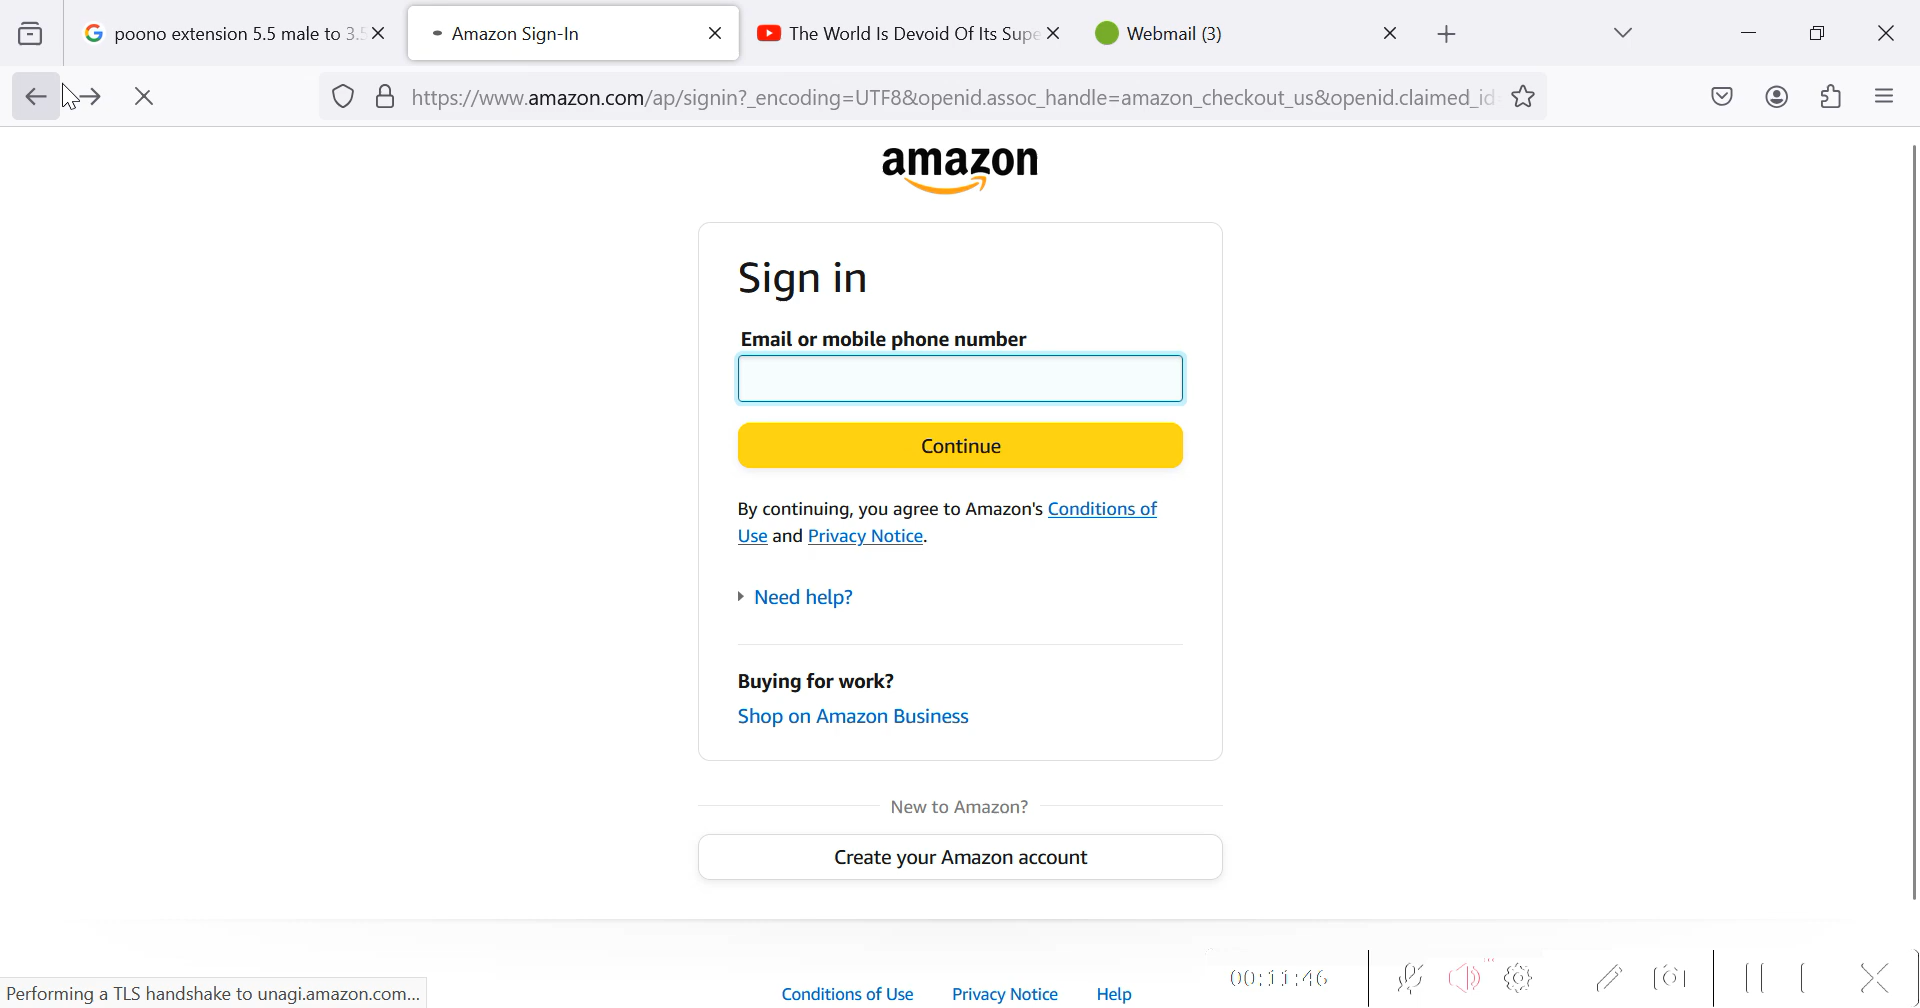 poono extension 5.5 male to 3.5
Amazon Sign-In
The World Is Devoid Of Its Supe
Webmail (3)
https://www.amazon.com/ap/signin?_encoding=UTF8&openid.assoc_handle=amazon_checkout_us&openid.claimed_id
amazon
Sign in
Email or mobile phone number
Continue
By continuing, you agree to Amazon's Conditions of
Use and Privacy Notice.
Need help?
Buying for work?
Shop on Amazon Business
New to Amazon?
Create your Amazon account
00:11:46
Performing a TLS handshake to unagi.amazon.com...
Conditions of Use Privacy Notice Help